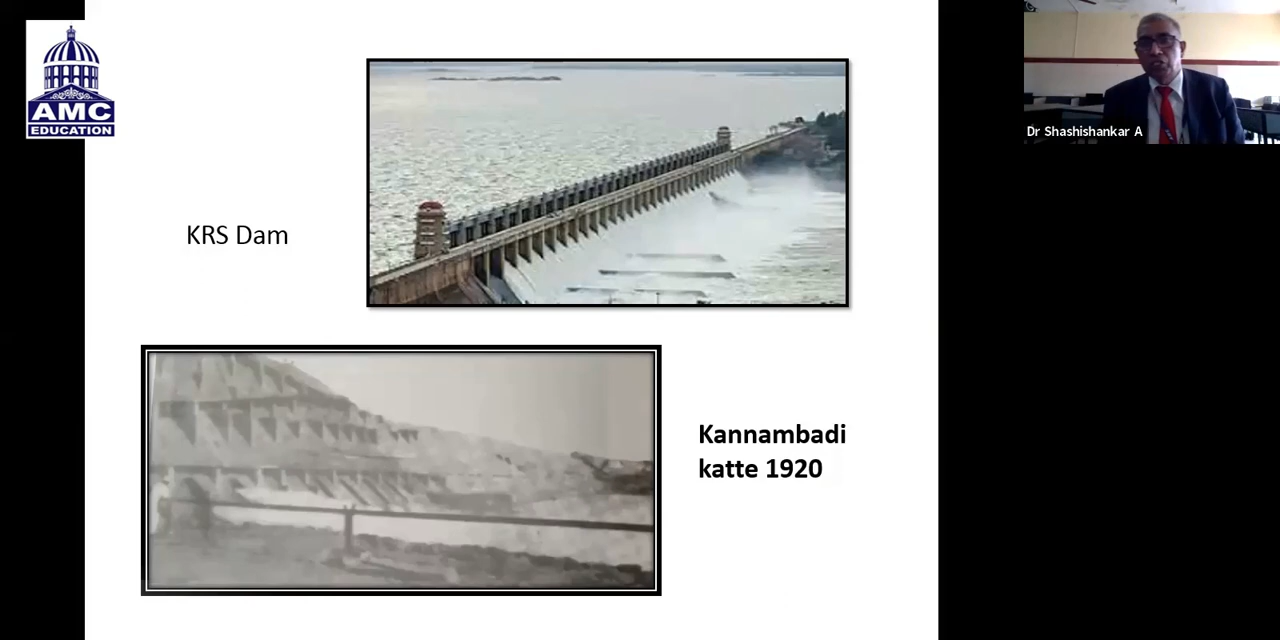 AMC
EDUCATION
Dr Shashishankar A
KRS Dam
Kannambadi
katte 1920